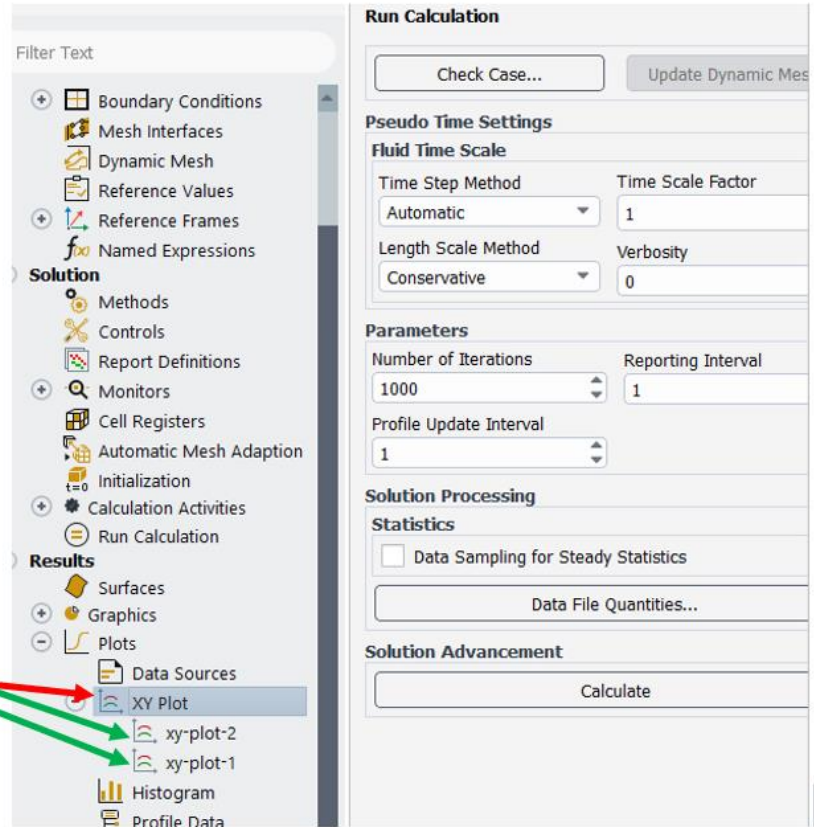 Filter Text
Boundary Conditions
Mesh Interfaces
Dynamic Mesh
Reference Values
Reference Frames
f(x) Named Expressions
Solution
Methods
Controls
Report Definitions
Monitors
Cell Registers
Automatic Mesh Adaption
t=0 Initialization
Calculation Activities
Run Calculation
Results
Surfaces
Graphics
Plots
Data Sources
XY Plot
xy-plot-2
xy-plot-1
Histogram
Profile Data
Run Calculation
Check Case...
Update Dynamic Mes
Pseudo Time Settings
Fluid Time Scale
Time Step Method
Time Scale Factor
Automatic
1
Length Scale Method
Verbosity
Conservative
0
Parameters
Number of Iterations
Reporting Interval
1000
1
Profile Update Interval
1
Solution Processing
Statistics
Data Sampling for Steady Statistics
Data File Quantities...
Solution Advancement
Calculate